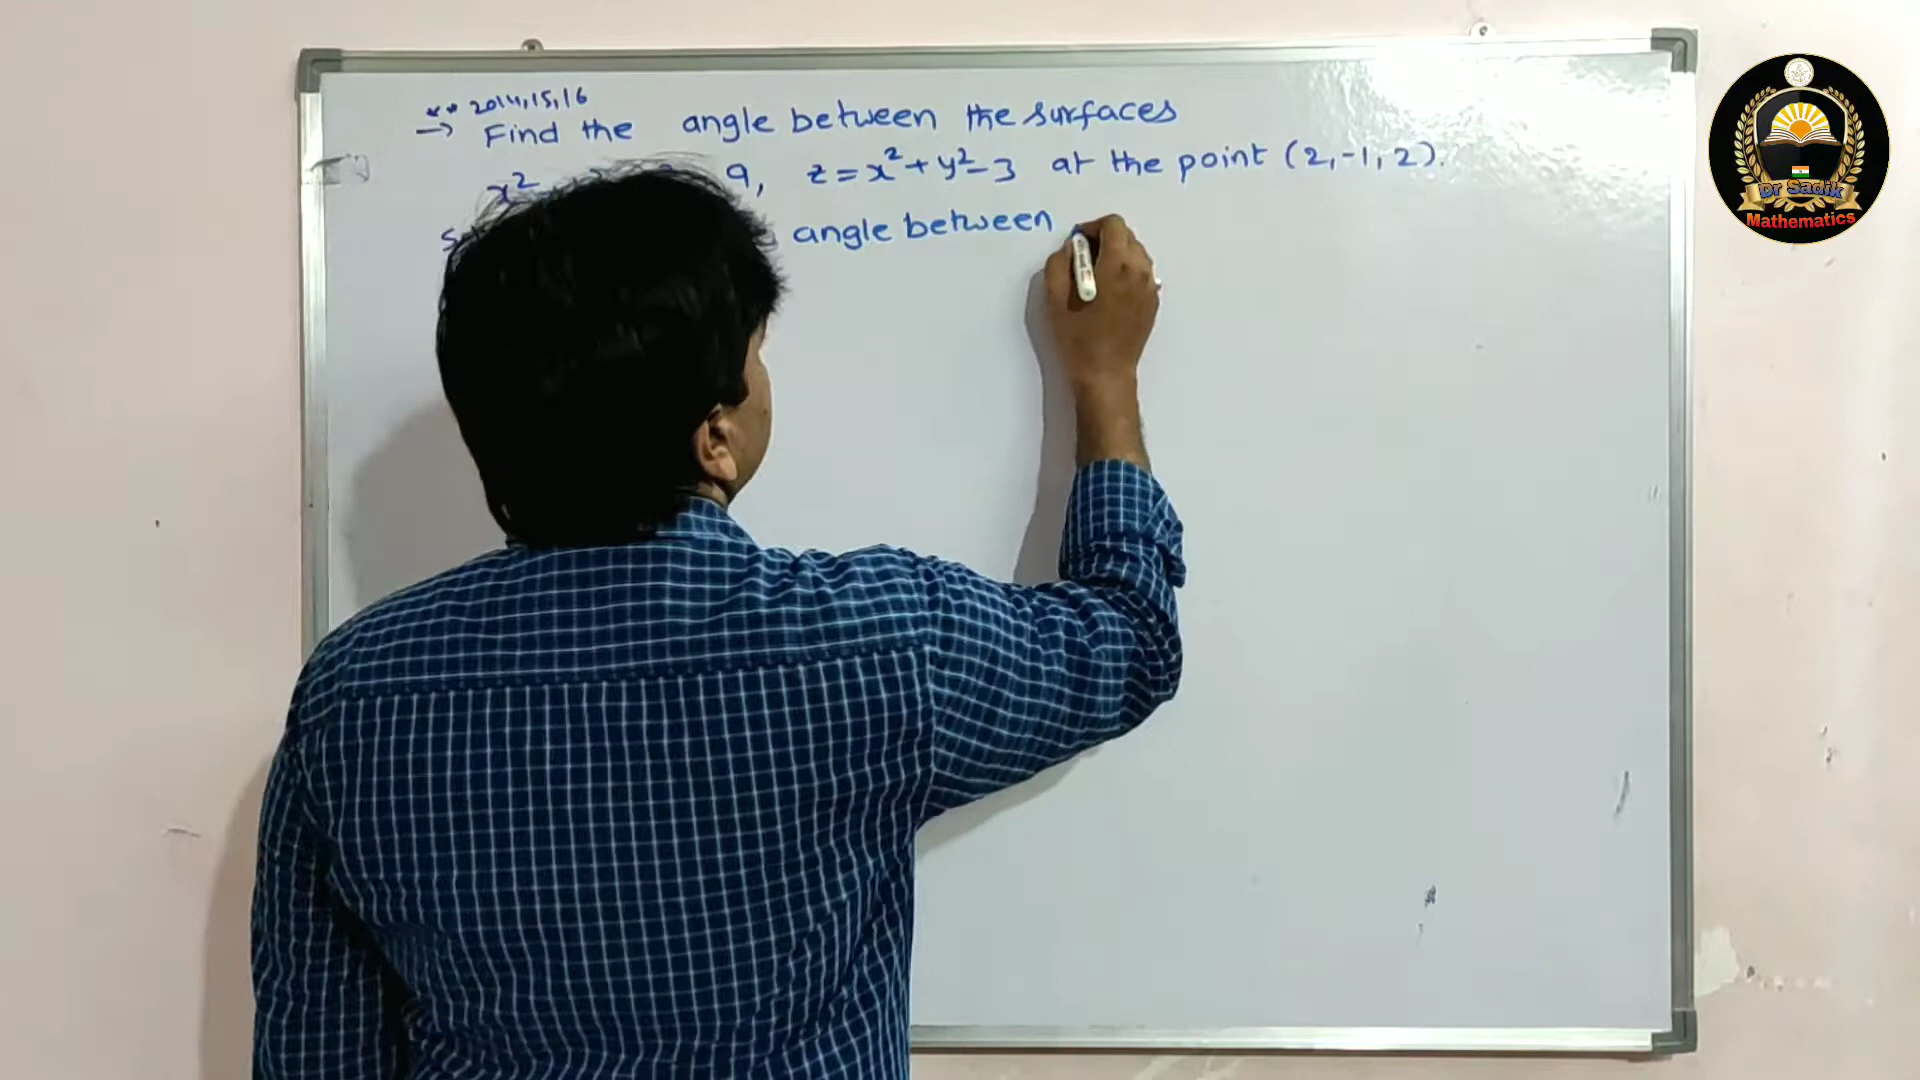 ** 2014,15,16
→ Find the angle between the surfaces
x² 9, z = x² + y² - 3 at the point (2,-1,2).
angle between
Dr Sadik
Mathematics